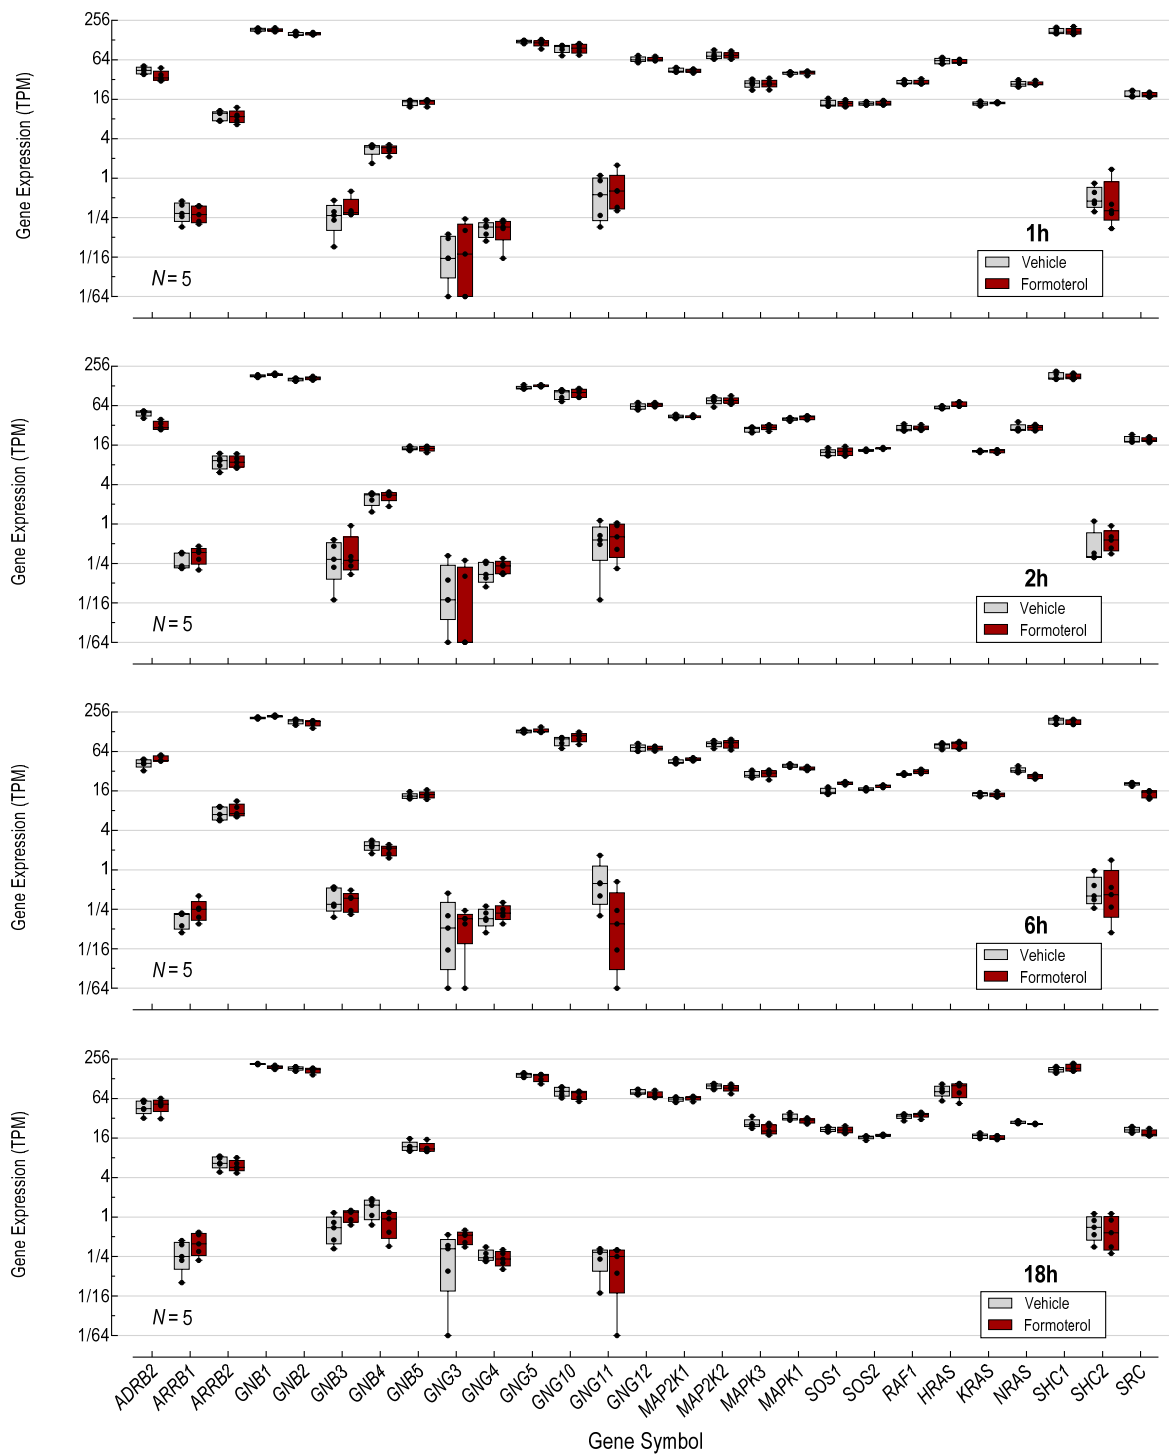 256
64
16
4
1
1/4
1/16
1/64
Gene Expression (TPM)
N = 5
1h
Vehicle
Formoterol
256
64
16
4
1
1/4
1/16
1/64
Gene Expression (TPM)
N = 5
2h
Vehicle
Formoterol
256
64
16
4
1
1/4
1/16
1/64
Gene Expression (TPM)
N = 5
6h
Vehicle
Formoterol
256
64
16
4
1
1/4
1/16
1/64
Gene Expression (TPM)
N = 5
18h
Vehicle
Formoterol
ADRB2
ARRB1
ARRB2
GNB1
GNB2
GNB3
GNB4
GNB5
GNG3
GNG4
GNG5
GNG10
GNG11
GNG12
MAP2K1
MAP2K2
MAPK3
MAPK1
SOS1
SOS2
RAF1
HRAS
KRAS
NRAS
SHC1
SHC2
SRC
Gene Symbol